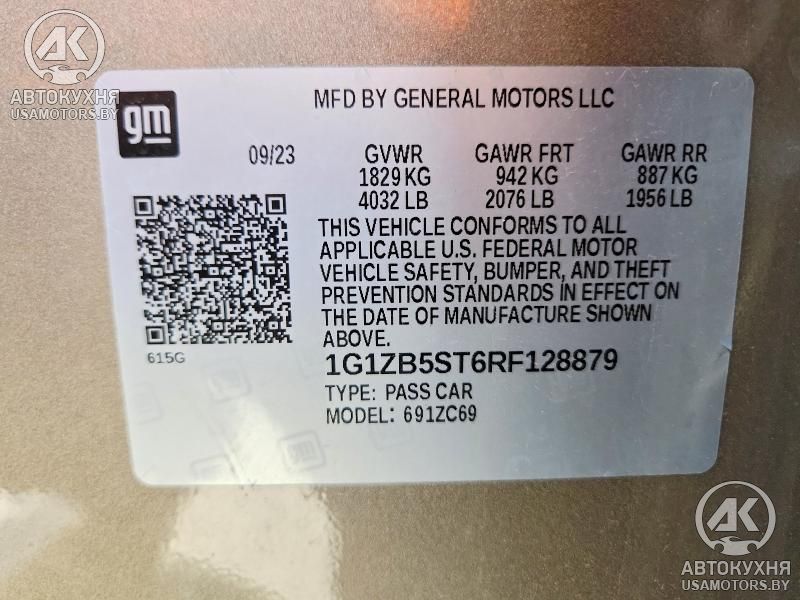 AK
АВТОКУХНЯ
USAMOTORS.BY
gm
MFD BY GENERAL MOTORS LLC
09/23 GVWR GAWR FRT GAWR RR
1829 KG 942 KG 887 KG
4032 LB 2076 LB 1956 LB
THIS VEHICLE CONFORMS TO ALL
APPLICABLE U.S. FEDERAL MOTOR
VEHICLE SAFETY, BUMPER, AND THEFT
PREVENTION STANDARDS IN EFFECT ON
THE DATE OF MANUFACTURE SHOWN
ABOVE.
615G
1G1ZB5ST6RF128879
TYPE: PASS CAR
MODEL: 691ZC69
AK
АВТОКУХНЯ
USAMOTORS.BY